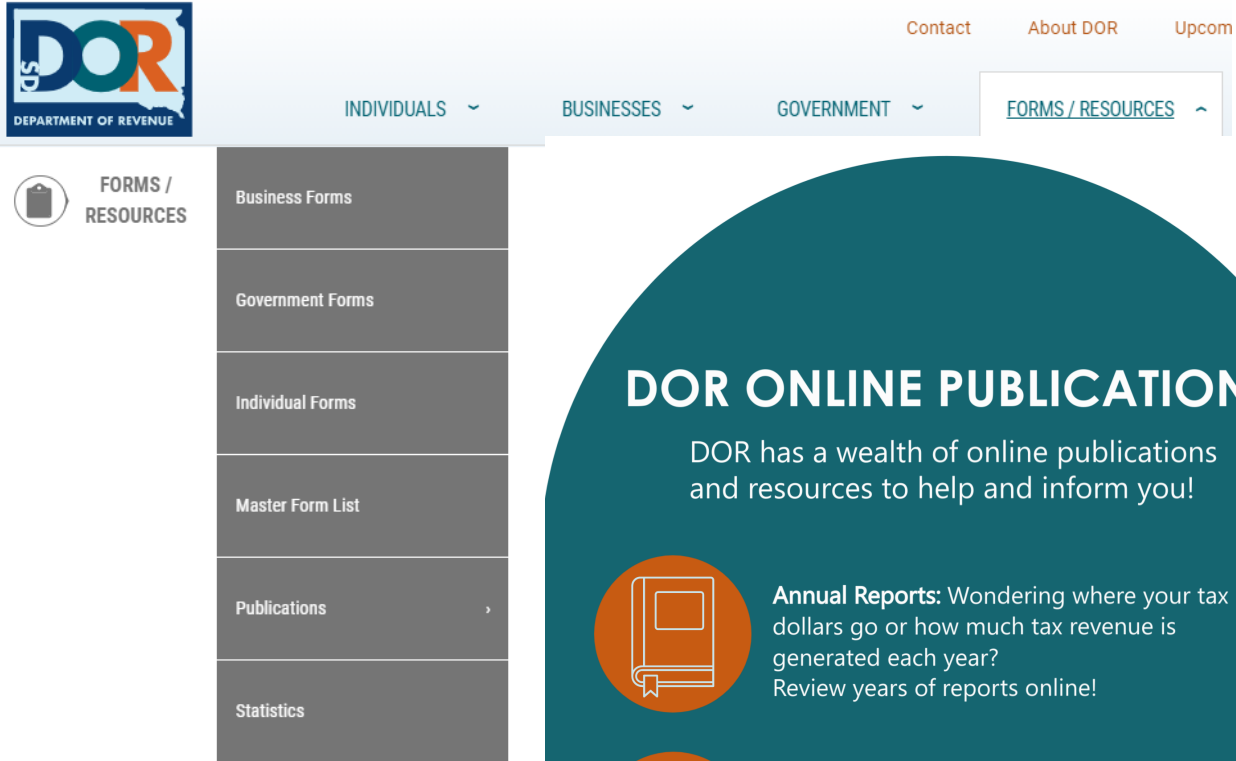 SD DOR
DEPARTMENT OF REVENUE
Contact About DOR Upcom
INDIVIDUALS BUSINESSES GOVERNMENT FORMS / RESOURCES
FORMS /
RESOURCES
Business Forms
Government Forms
Individual Forms
Master Form List
Publications
Statistics
DOR ONLINE PUBLICATION
DOR has a wealth of online publications
and resources to help and inform you!
Annual Reports: Wondering where your tax
dollars go or how much tax revenue is
generated each year?
Review years of reports online!